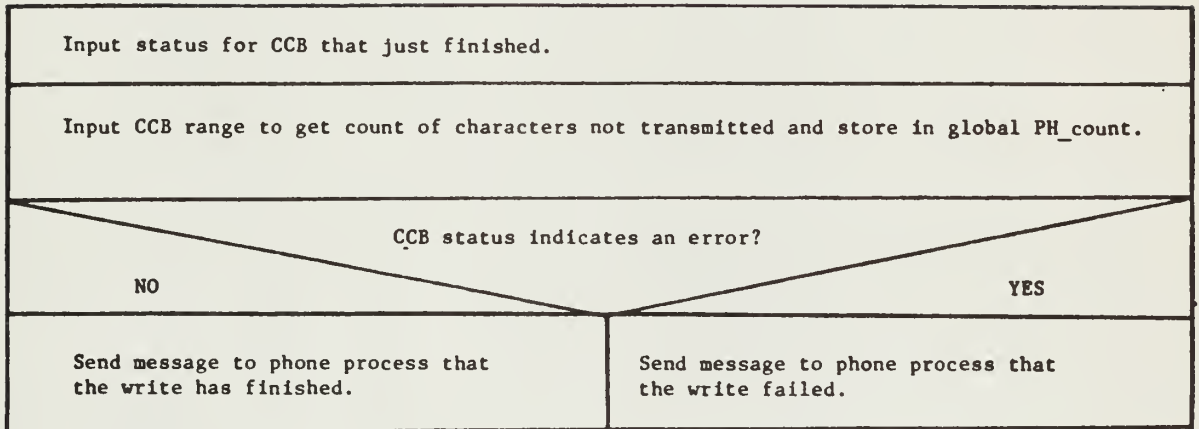 Input status for CCB that just finished.
Input CCB range to get count of characters not transmitted and store in global PH_count.
CCB status indicates an error?
NO
YES
Send message to phone process that
the write has finished.
Send message to phone process that
the write failed.